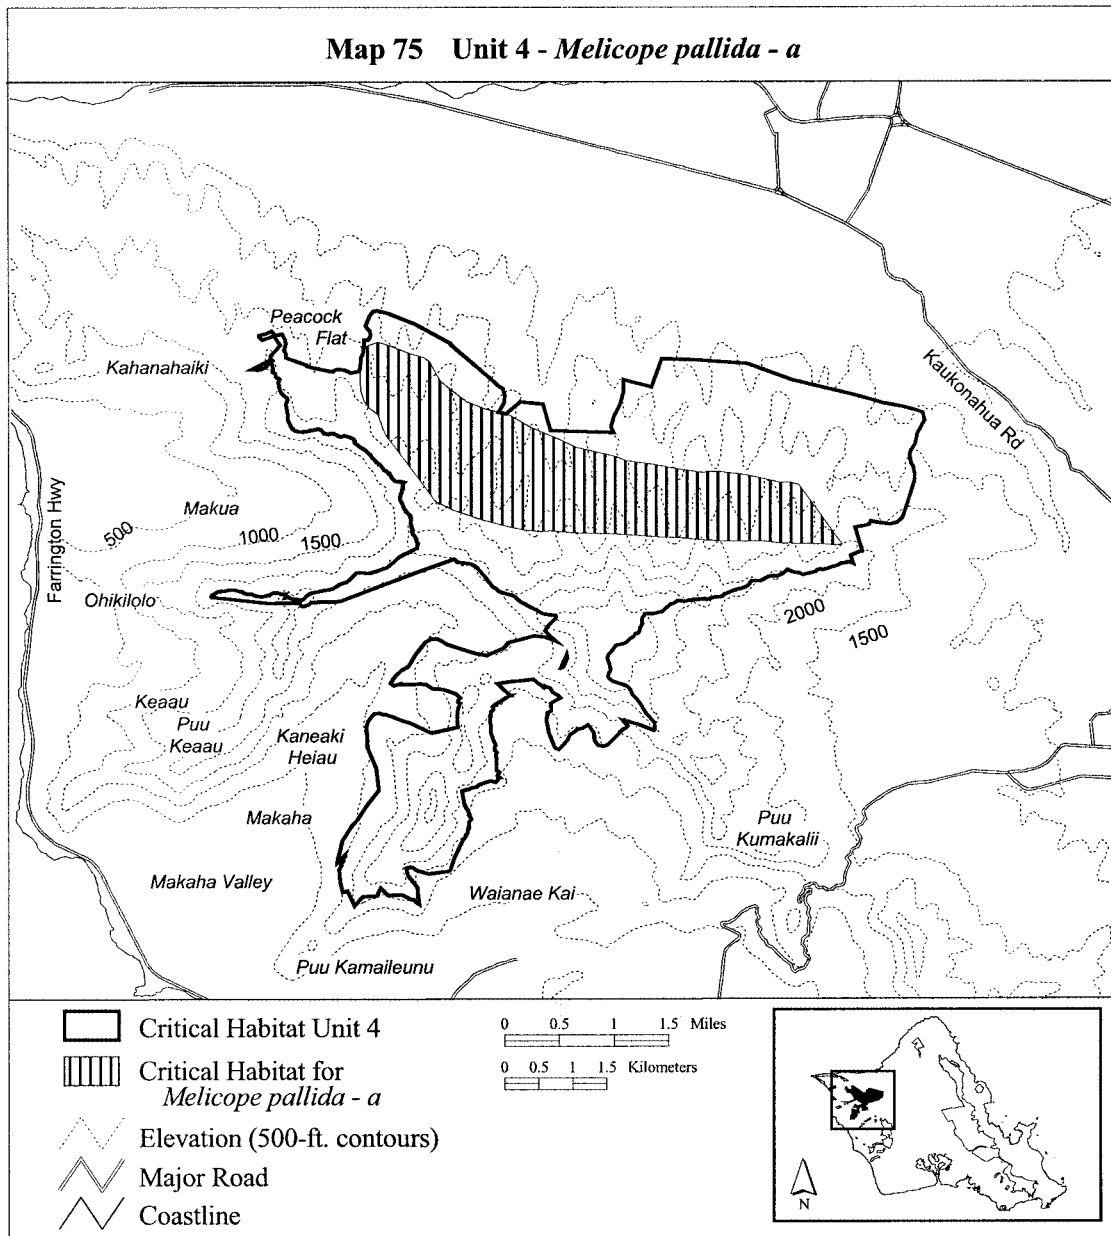 Map 75 Unit 4 - Melicope pallida - a
Peacock
Flat
Kahanahaiki
Kaukonahua Rd
Farrington Hwy
Makua
500
1000
1500
Ohikilolo
2000
1500
Keaau
Puu
Keaau
Kaneaki
Heiau
Makaha
Puu
Kumakalii
Makaha Valley
Waianae Kai
Puu Kamaileunu
Critical Habitat Unit 4
Critical Habitat for
Melicope pallida - a
Elevation (500-ft. contours)
Major Road
Coastline
0 0.5 1 1.5 Miles
0 0.5 1 1.5 Kilometers
N